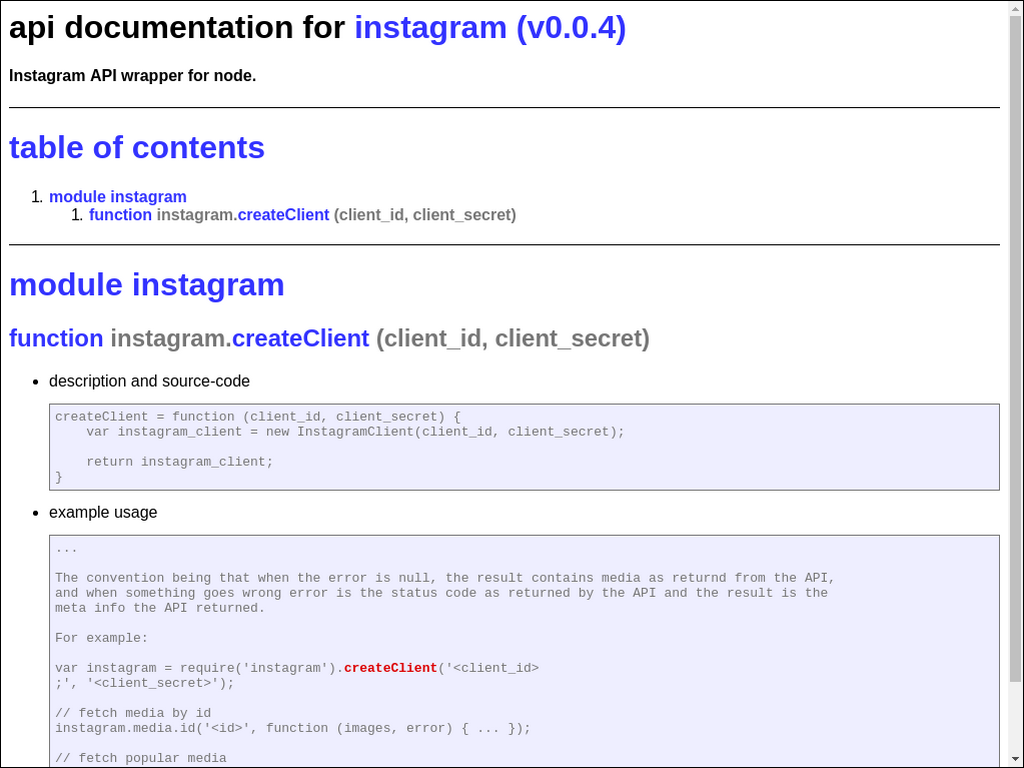 api documentation for instagram (v0.0.4)
Instagram API wrapper for node.
table of contents
1. module instagram
1. function instagram.createClient (client_id, client_secret)
module instagram
function instagram.createClient (client_id, client_secret)
• description and source-code
createClient = function (client_id, client_secret) {
    var instagram_client = new InstagramClient(client_id, client_secret);
    return instagram_client;
}
• example usage
...
The convention being that when the error is null, the result contains media as returnd from the API,
and when something goes wrong error is the status code as returned by the API and the result is the
meta info the API returned.
For example:
var instagram = require('instagram').createClient('<client_id>
;', '<client_secret>');
// fetch media by id
instagram.media.id('<id>', function (images, error) { ... });
// fetch popular media